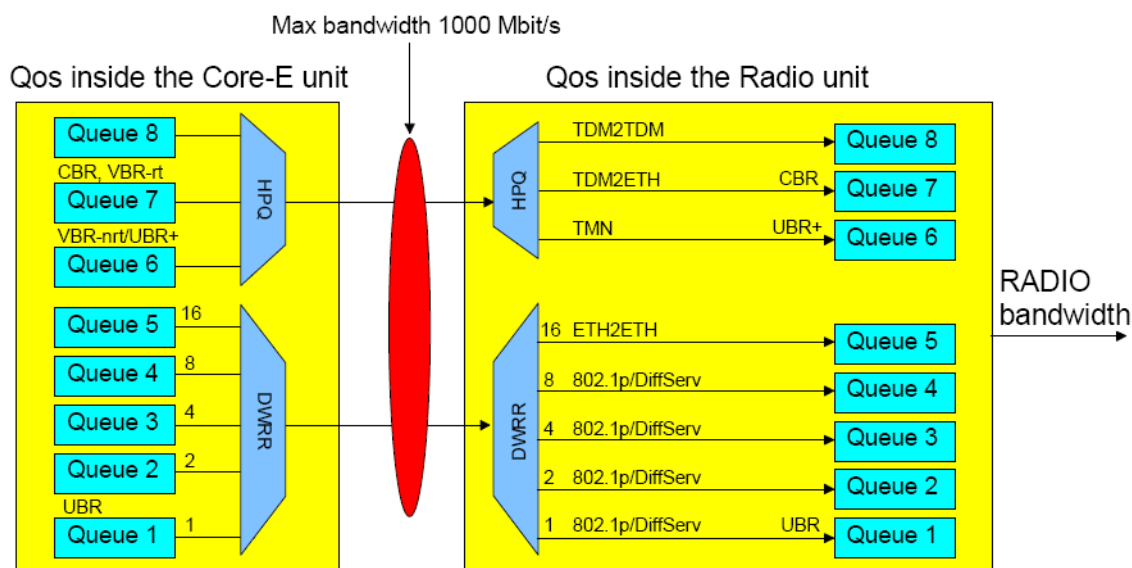 Max bandwidth 1000 Mbit/s
Qos inside the Core-E unit
Qos inside the Radio unit
Queue 8
CBR, VBR-rt
Queue 7
VBR-nrt/UBR+
Queue 6
HPQ
Queue 5
16
Queue 4
8
Queue 3
4
Queue 2
2
UBR
Queue 1
1
DWRR
HPQ
TDM2TDM
Queue 8
TDM2ETH
CBR
Queue 7
TMN
UBR+
Queue 6
DWRR
16 ETH2ETH
Queue 5
8 802.1p/DiffServ
Queue 4
4 802.1p/DiffServ
Queue 3
2 802.1p/DiffServ
Queue 2
1 802.1p/DiffServ
UBR
Queue 1
RADIO
bandwidth